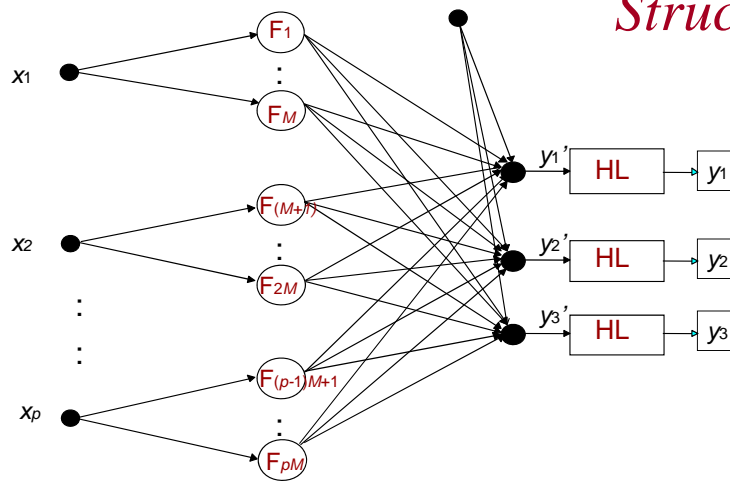 Struc
x1
F1
⋮
FM
y1’ HL y1
x2
F(M+1)
⋮
F2M
y2’ HL y2
y3’ HL y3
⋮
xp
F(p-1)M+1
⋮
FpM